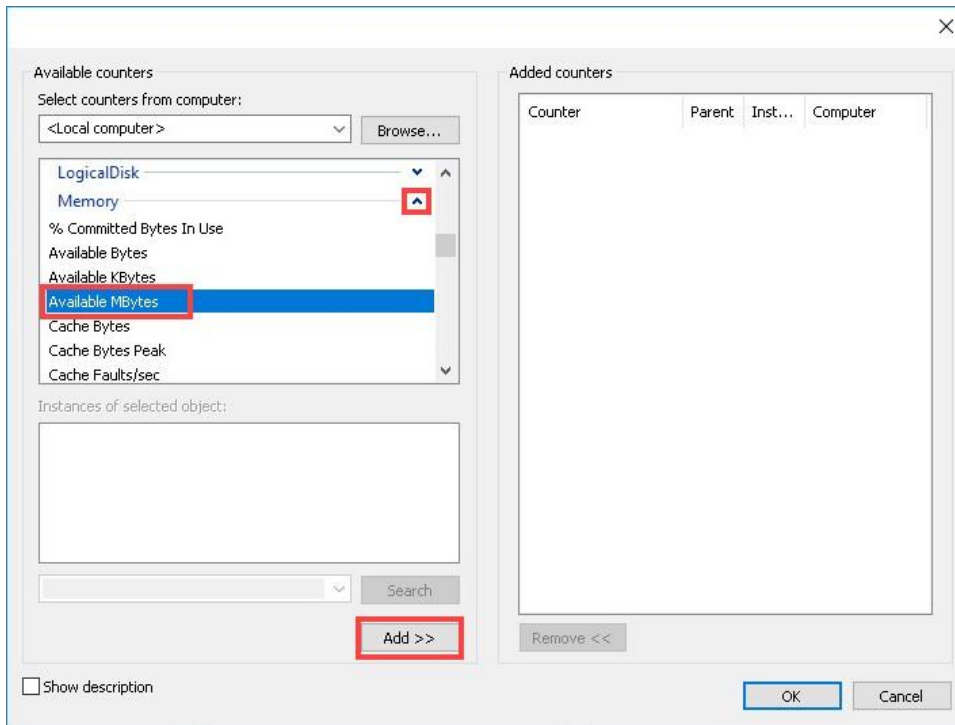 Available counters
Select counters from computer:
<Local computer>
Browse...
LogicalDisk
Memory
% Committed Bytes In Use
Available Bytes
Available KBytes
Available MBytes
Cache Bytes
Cache Bytes Peak
Cache Faults/sec
Instances of selected object:
Search
Add >>
Show description
Added counters
Counter Parent Inst... Computer
Remove <<
OK Cancel